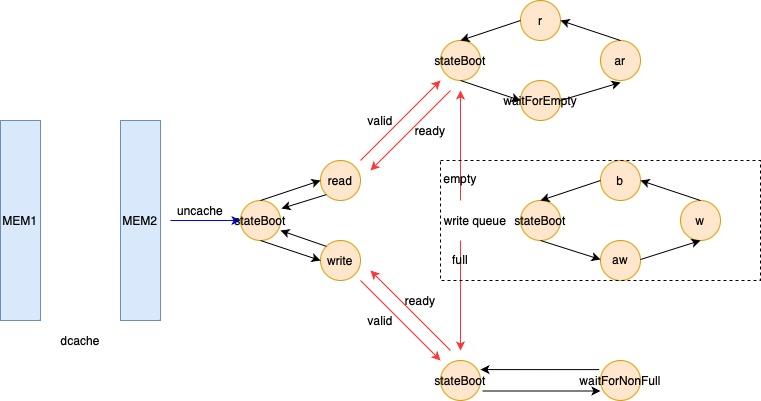 r
stateBoot
ar
waitForEmpty
valid
ready
read
empty
b
MEM1
MEM2
uncache
stateBoot
write queue
stateBoot
w
write
full
aw
ready
valid
dcache
stateBoot
waitForNonFull